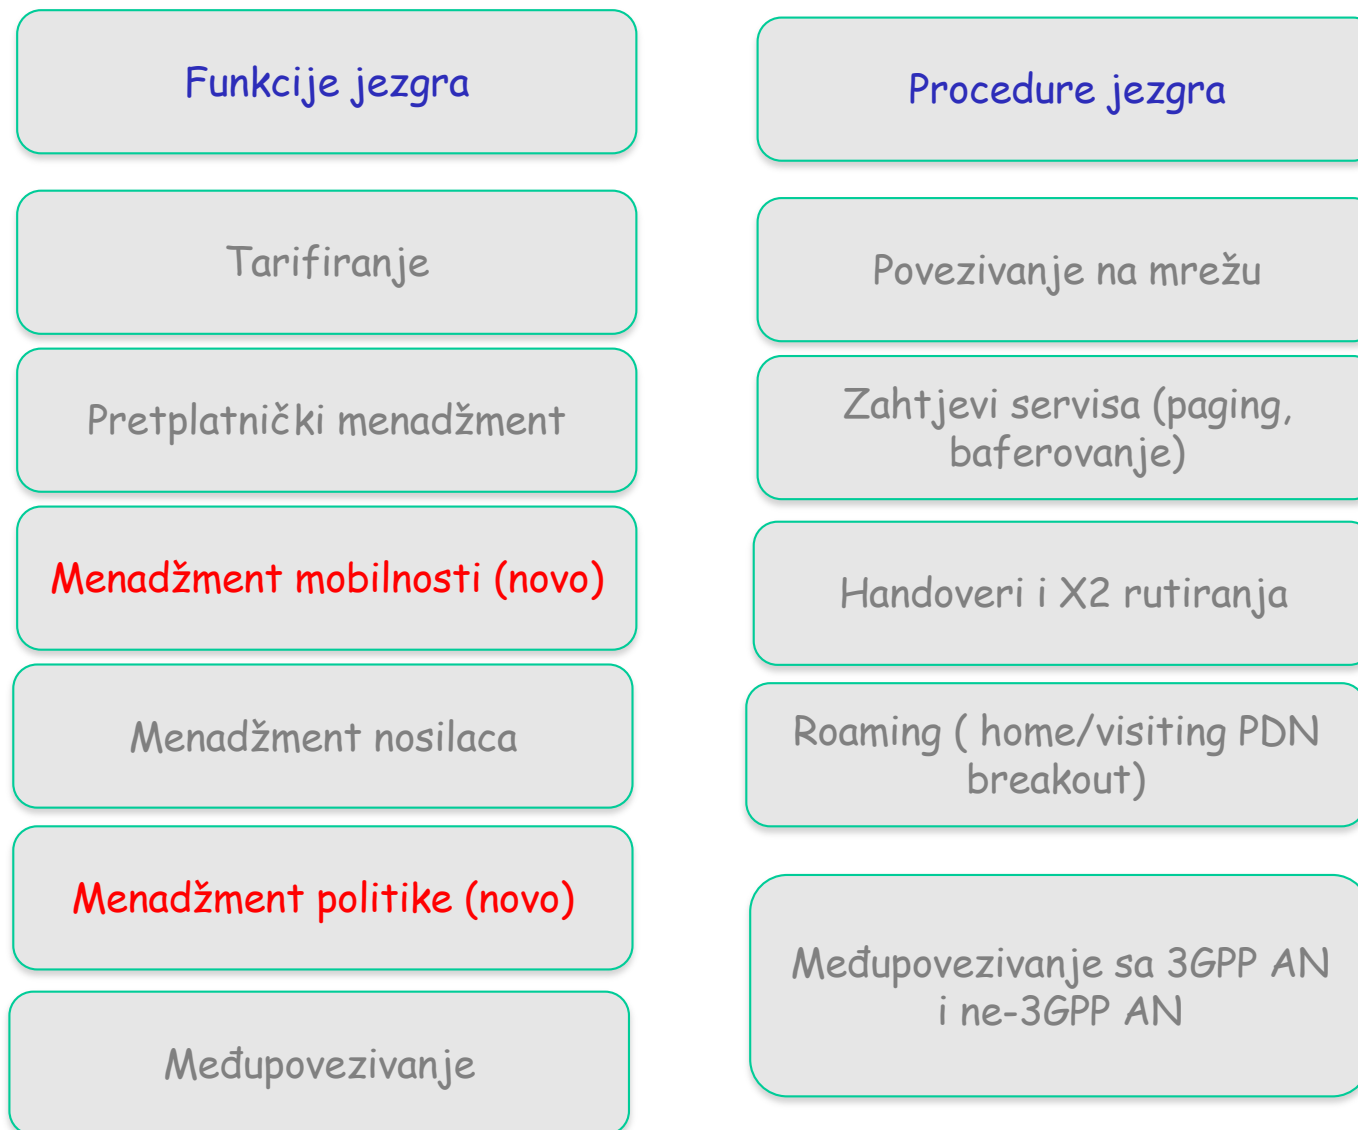 Funkcije jezgra
Tarifiranje
Pretplatnički menadžment
Menadžment mobilnosti (novo)
Menadžment nosilaca
Menadžment politike (novo)
Međupovezivanje
Procedure jezgra
Povezivanje na mrežu
Zahtjevi servisa (paging,
baferovanje)
Handoveri i X2 rutiranja
Roaming ( home/visiting PDN
breakout)
Međupovezivanje sa 3GPP AN
i ne-3GPP AN